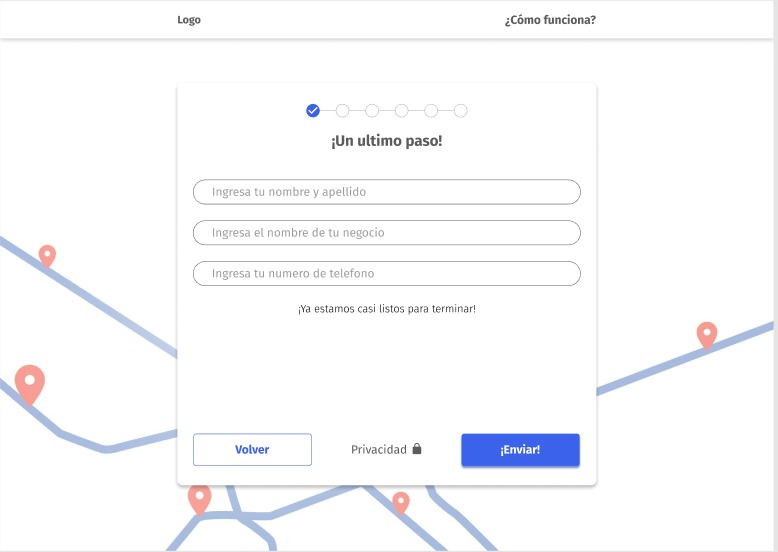 Logo
¿Cómo funciona?
¡Un ultimo paso!
Ingresa tu nombre y apellido
Ingresa el nombre de tu negocio
Ingresa tu numero de telefono
¡Ya estamos casi listos para terminar!
Volver
Privacidad
¡Enviar!